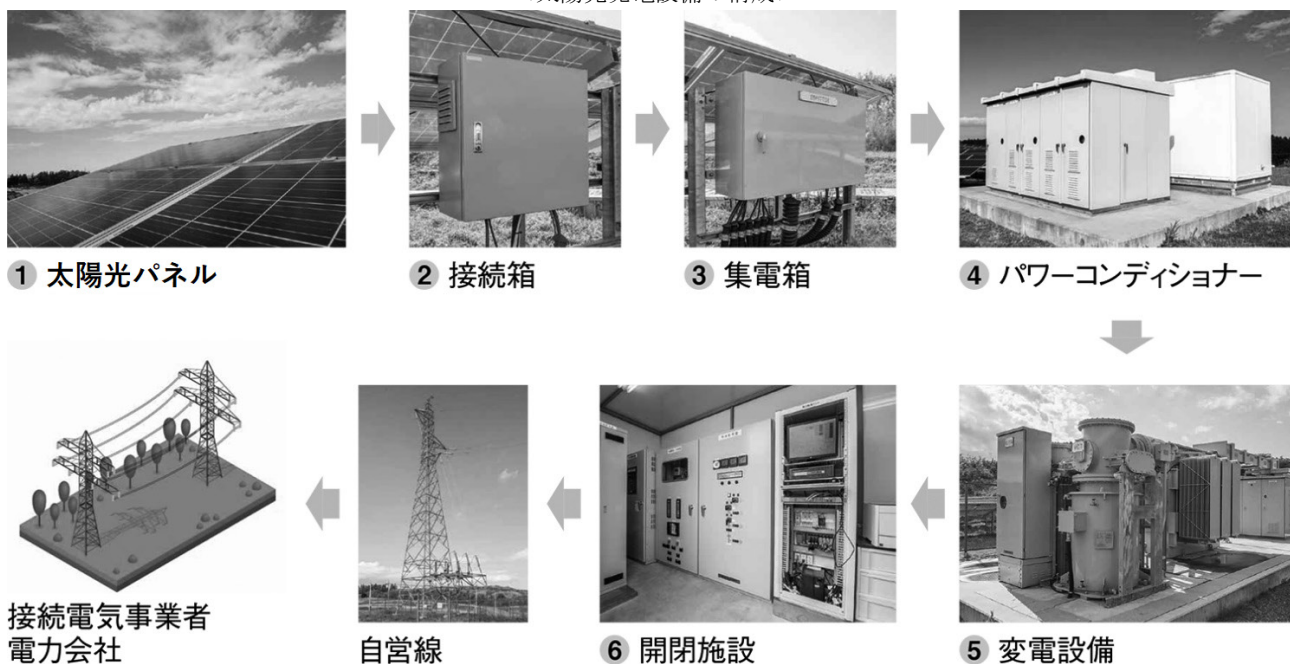 ① 太陽光パネル
② 接続箱
③ 集電箱
④ パワーコンディショナー
⑤ 変電設備
⑥ 開閉施設
自営線
接続電気事業者
電力会社